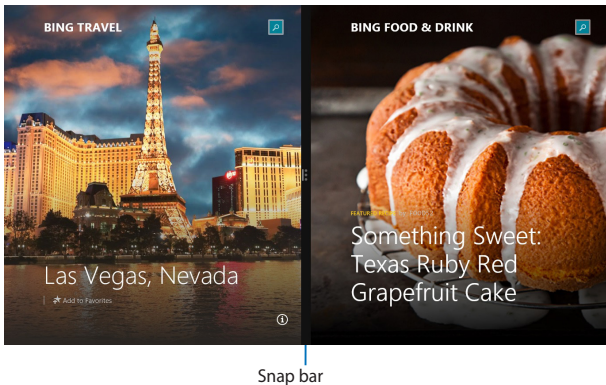 BING TRAVEL
BING FOOD & DRINK
Las Vegas, Nevada
Add to Favorites
FEATURED
Something Sweet:
Texas Ruby Red
Grapefruit Cake
Snap bar